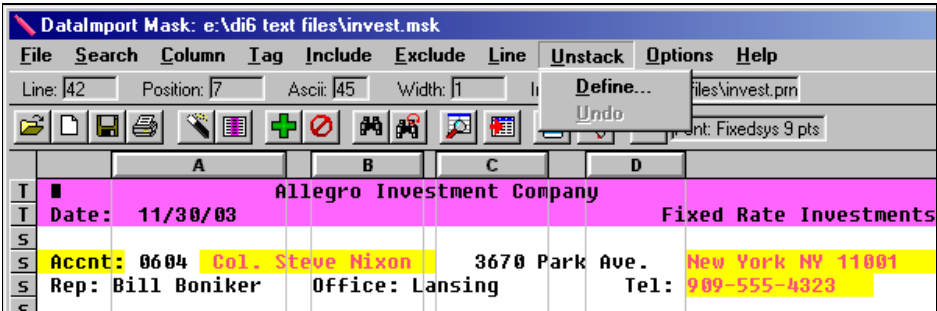 DataImport Mask: e:\di6 text files\invest.msk
File Search Column Tag Include Exclude Line Unstack Options Help
Line: 42 Position: 7 Ascii: 45 Width: 1 files\invest.prn
Define...
Undo
Font: Fixedsys 9 pts
A B C D
T Allegro Investment Company
T Date: 11/30/03 Fixed Rate Investments
S
S Accnt: 0604 Col. Steve Nixon 3670 Park Ave. New York NY 11001
S Rep: Bill Boniker Office: Lansing Tel: 909-555-4323
S